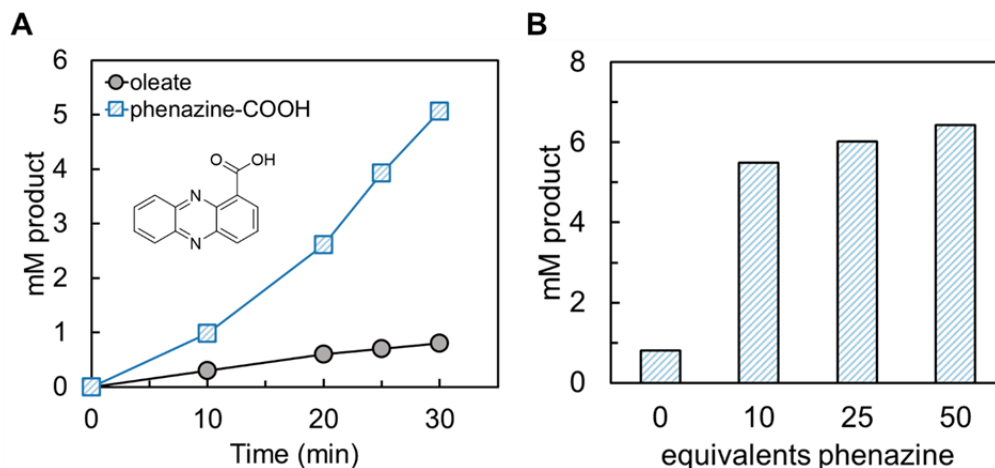 A
6
5
4
3
2
1
0
mM product
oleate
phenazine-COOH
O
OH
N
N
0
10
20
30
Time (min)
B
8
6
4
2
0
mM product
0
10
25
50
equivalents phenazine